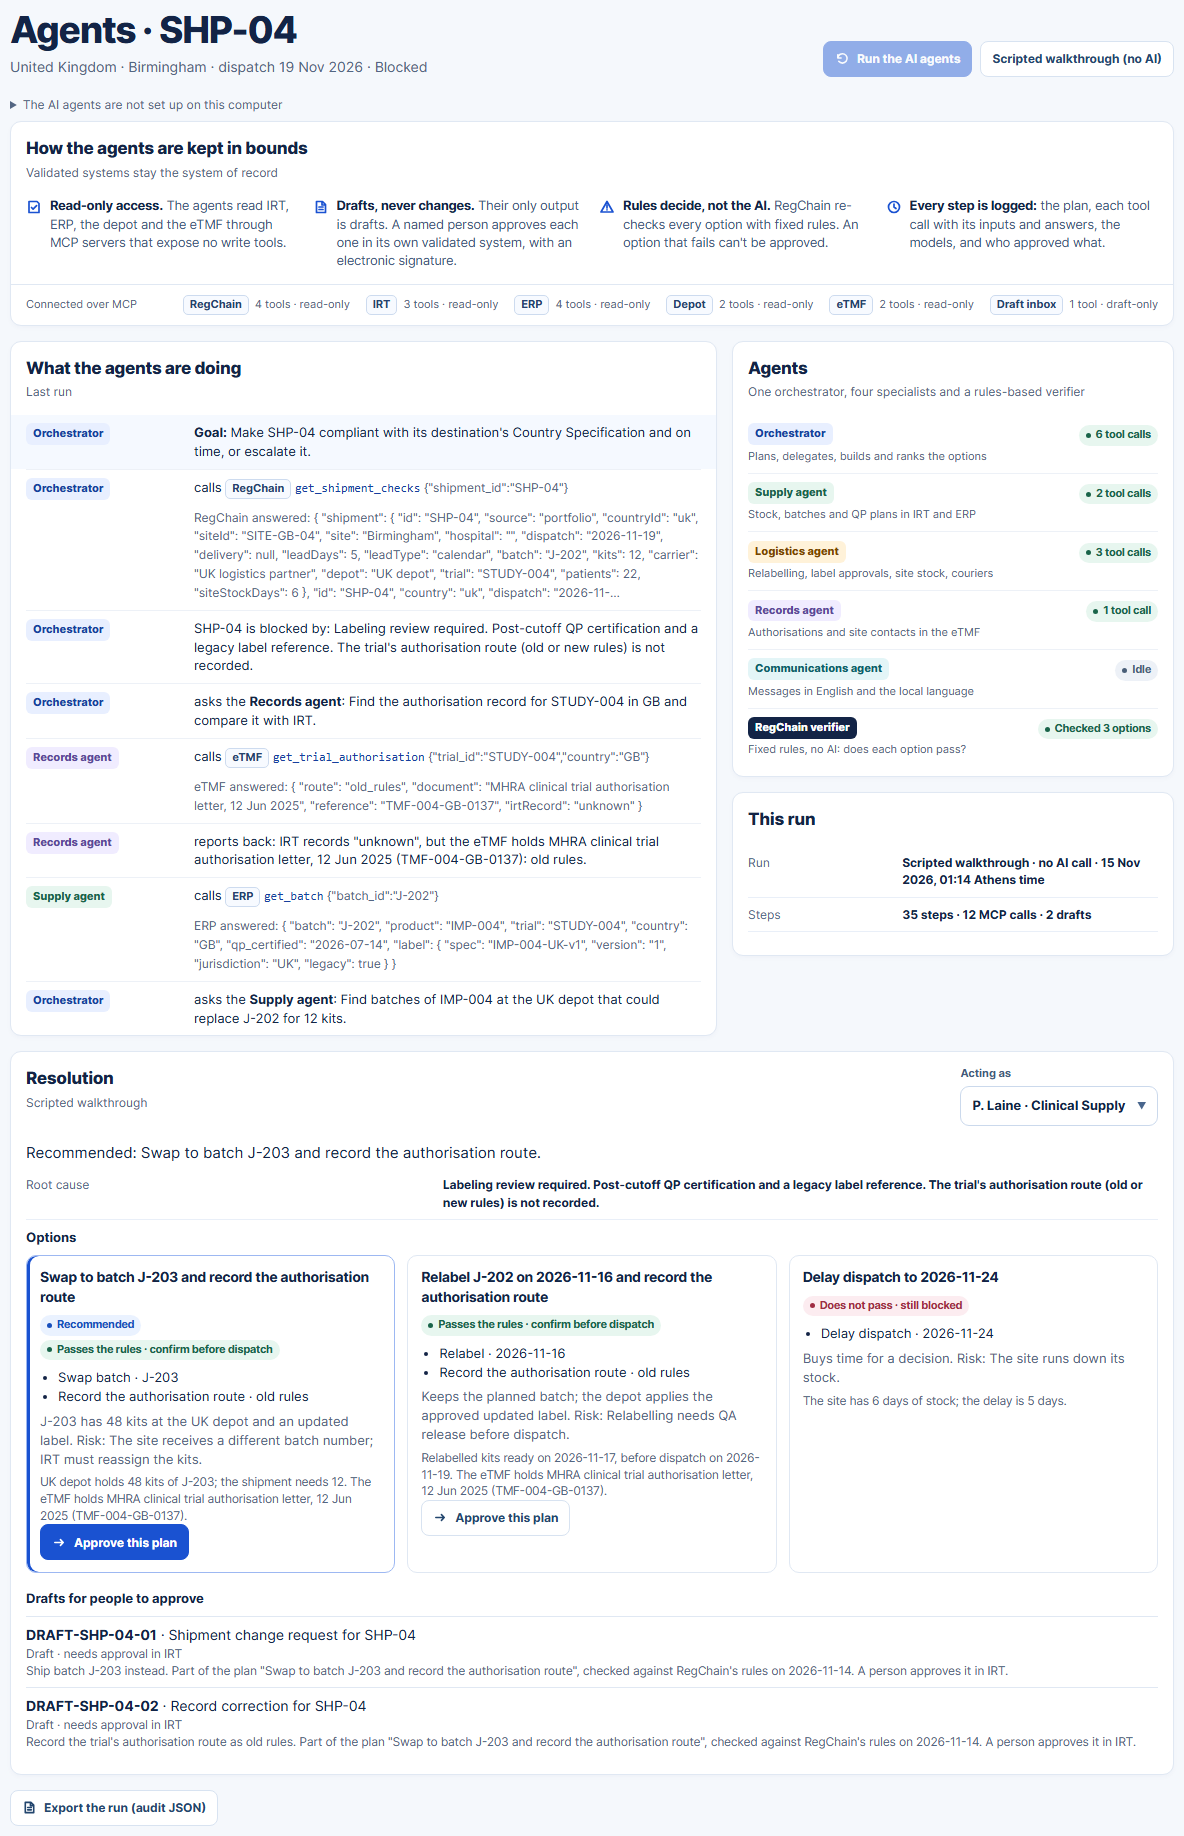 Agents · SHP-04
United Kingdom · Birmingham · dispatch 19 Nov 2026 · Blocked
Run the AI agents
Scripted walkthrough (no AI)
The AI agents are not set up on this computer
How the agents are kept in bounds
Validated systems stay the system of record
Read-only access. The agents read IRT,
ERP, the depot and the eTMF through
MCP servers that expose no write tools.
Drafts, never changes. Their only output
is drafts. A named person approves each
one in its own validated system, with an
electronic signature.
Rules decide, not the AI. RegChain re-
checks every option with fixed rules. An
option that fails can't be approved.
Every step is logged: the plan, each tool
call with its inputs and answers, the
models, and who approved what.
Connected over MCP
RegChain 4 tools · read-only
IRT 3 tools · read-only
ERP 4 tools · read-only
Depot 2 tools · read-only
eTMF 2 tools · read-only
Draft inbox 1 tool · draft-only
What the agents are doing
Last run
Orchestrator
Goal: Make SHP-04 compliant with its destination's Country Specification and on
time, or escalate it.
Orchestrator
calls RegChain get_shipment_checks {"shipment_id":"SHP-04"}
RegChain answered: { "shipment": { "id": "SHP-04", "source": "portfolio", "countryId": "uk",
"siteId": "SITE-GB-04", "site": "Birmingham", "hospital": "", "dispatch": "2026-11-19",
"delivery": null, "leadDays": 5, "leadType": "calendar", "batch": "J-202", "kits": 12, "carrier":
"UK logistics partner", "depot": "UK depot", "trial": "STUDY-004", "patients": 22,
"siteStockDays": 6 }, "id": "SHP-04", "country": "uk", "dispatch": "2026-11-...
Orchestrator
SHP-04 is blocked by: Labeling review required. Post-cutoff QP certification and a
legacy label reference. The trial's authorisation route (old or new rules) is not
recorded.
Orchestrator
asks the Records agent: Find the authorisation record for STUDY-004 in GB and
compare it with IRT.
Records agent
calls eTMF get_trial_authorisation {"trial_id":"STUDY-004","country":"GB"}
eTMF answered: { "route": "old_rules", "document": "MHRA clinical trial authorisation
letter, 12 Jun 2025", "reference": "TMF-004-GB-0137", "irtRecord": "unknown" }
Records agent
reports back: IRT records "unknown", but the eTMF holds MHRA clinical trial
authorisation letter, 12 Jun 2025 (TMF-004-GB-0137): old rules.
Supply agent
calls ERP get_batch {"batch_id":"J-202"}
ERP answered: { "batch": "J-202", "product": "IMP-004", "trial": "STUDY-004", "country":
"GB", "qp_certified": "2026-07-14", "label": { "spec": "IMP-004-UK-v1", "version": "1",
"jurisdiction": "UK", "legacy": true } }
Orchestrator
asks the Supply agent: Find batches of IMP-004 at the UK depot that could
replace J-202 for 12 kits.
Agents
One orchestrator, four specialists and a rules-based verifier
Orchestrator
6 tool calls
Plans, delegates, builds and ranks the options
Supply agent
2 tool calls
Stock, batches and QP plans in IRT and ERP
Logistics agent
3 tool calls
Relabelling, label approvals, site stock, couriers
Records agent
1 tool call
Authorisations and site contacts in the eTMF
Communications agent
Idle
Messages in English and the local language
RegChain verifier
Checked 3 options
Fixed rules, no AI: does each option pass?
This run
Run
Scripted walkthrough · no AI call · 15 Nov
2026, 01:14 Athens time
Steps
35 steps · 12 MCP calls · 2 drafts
Resolution
Scripted walkthrough
Acting as
P. Laine · Clinical Supply
Recommended: Swap to batch J-203 and record the authorisation route.
Root cause
Labeling review required. Post-cutoff QP certification and a legacy label reference. The trial's authorisation route (old or
new rules) is not recorded.
Options
Swap to batch J-203 and record the authorisation
route
Recommended
Passes the rules · confirm before dispatch
• Swap batch · J-203
• Record the authorisation route · old rules
J-203 has 48 kits at the UK depot and an updated
label. Risk: The site receives a different batch number;
IRT must reassign the kits.
UK depot holds 48 kits of J-203; the shipment needs 12. The
eTMF holds MHRA clinical trial authorisation letter, 12 Jun
2025 (TMF-004-GB-0137).
Approve this plan
Relabel J-202 on 2026-11-16 and record the
authorisation route
Passes the rules · confirm before dispatch
• Relabel · 2026-11-16
• Record the authorisation route · old rules
Keeps the planned batch; the depot applies the
approved updated label. Risk: Relabelling needs QA
release before dispatch.
Relabelled kits ready on 2026-11-17, before dispatch on 2026-
11-19. The eTMF holds MHRA clinical trial authorisation letter,
12 Jun 2025 (TMF-004-GB-0137).
Approve this plan
Delay dispatch to 2026-11-24
Does not pass · still blocked
• Delay dispatch · 2026-11-24
Buys time for a decision. Risk: The site runs down its
stock.
The site has 6 days of stock; the delay is 5 days.
Drafts for people to approve
DRAFT-SHP-04-01 · Shipment change request for SHP-04
Draft · needs approval in IRT
Ship batch J-203 instead. Part of the plan "Swap to batch J-203 and record the authorisation route", checked against RegChain's rules on 2026-11-14. A person approves it in IRT.
DRAFT-SHP-04-02 · Record correction for SHP-04
Draft · needs approval in IRT
Record the trial's authorisation route as old rules. Part of the plan "Swap to batch J-203 and record the authorisation route", checked against RegChain's rules on 2026-11-14. A person approves it in IRT.
Export the run (audit JSON)